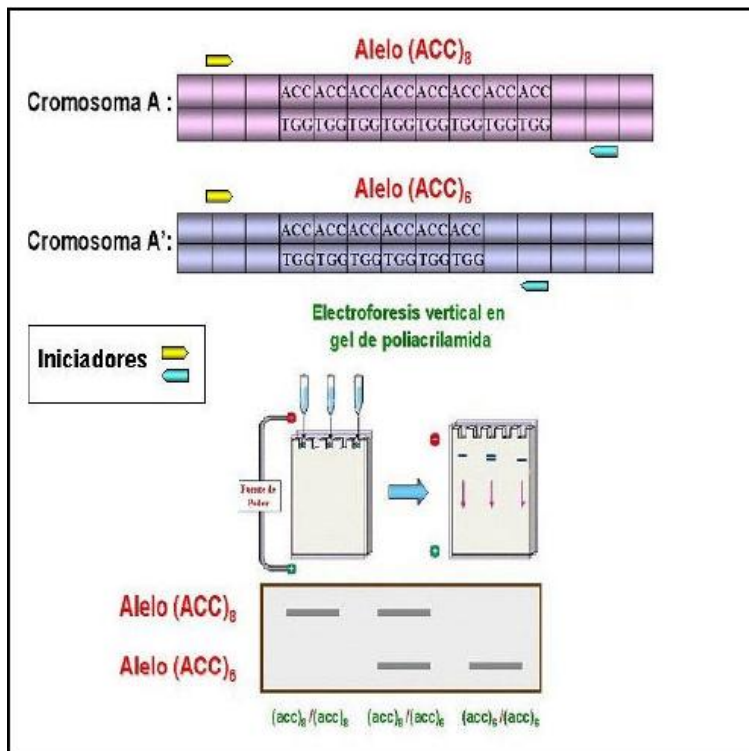 Alelo (ACC)₈
Cromosoma A :
ACC ACC ACC ACC ACC ACC ACC ACC
TGG TGG TGG TGG TGG TGG TGG TGG
Alelo (ACC)₆
Cromosoma A':
ACC ACC ACC ACC ACC ACC
TGG TGG TGG TGG TGG TGG
Electroforesis vertical en
gel de poliacrilamida
Iniciadores
Fuente de
Poder
Alelo (ACC)₈
Alelo (ACC)₆
(acc)₈/(acc)₈ (acc)₈/(acc)₆ (acc)₆/(acc)₆